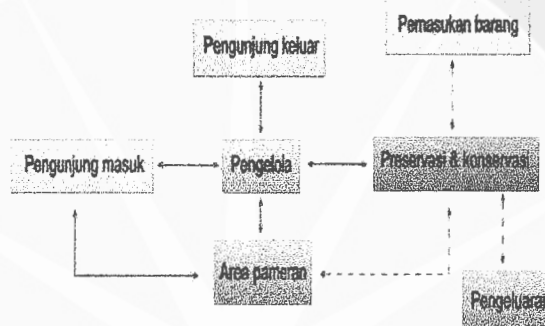 Pemasukan barang
Pengunjung keluar
Pengunjung masuk
Pengelola
Preservasi & konservasi
Area pameran
Pengeluaran